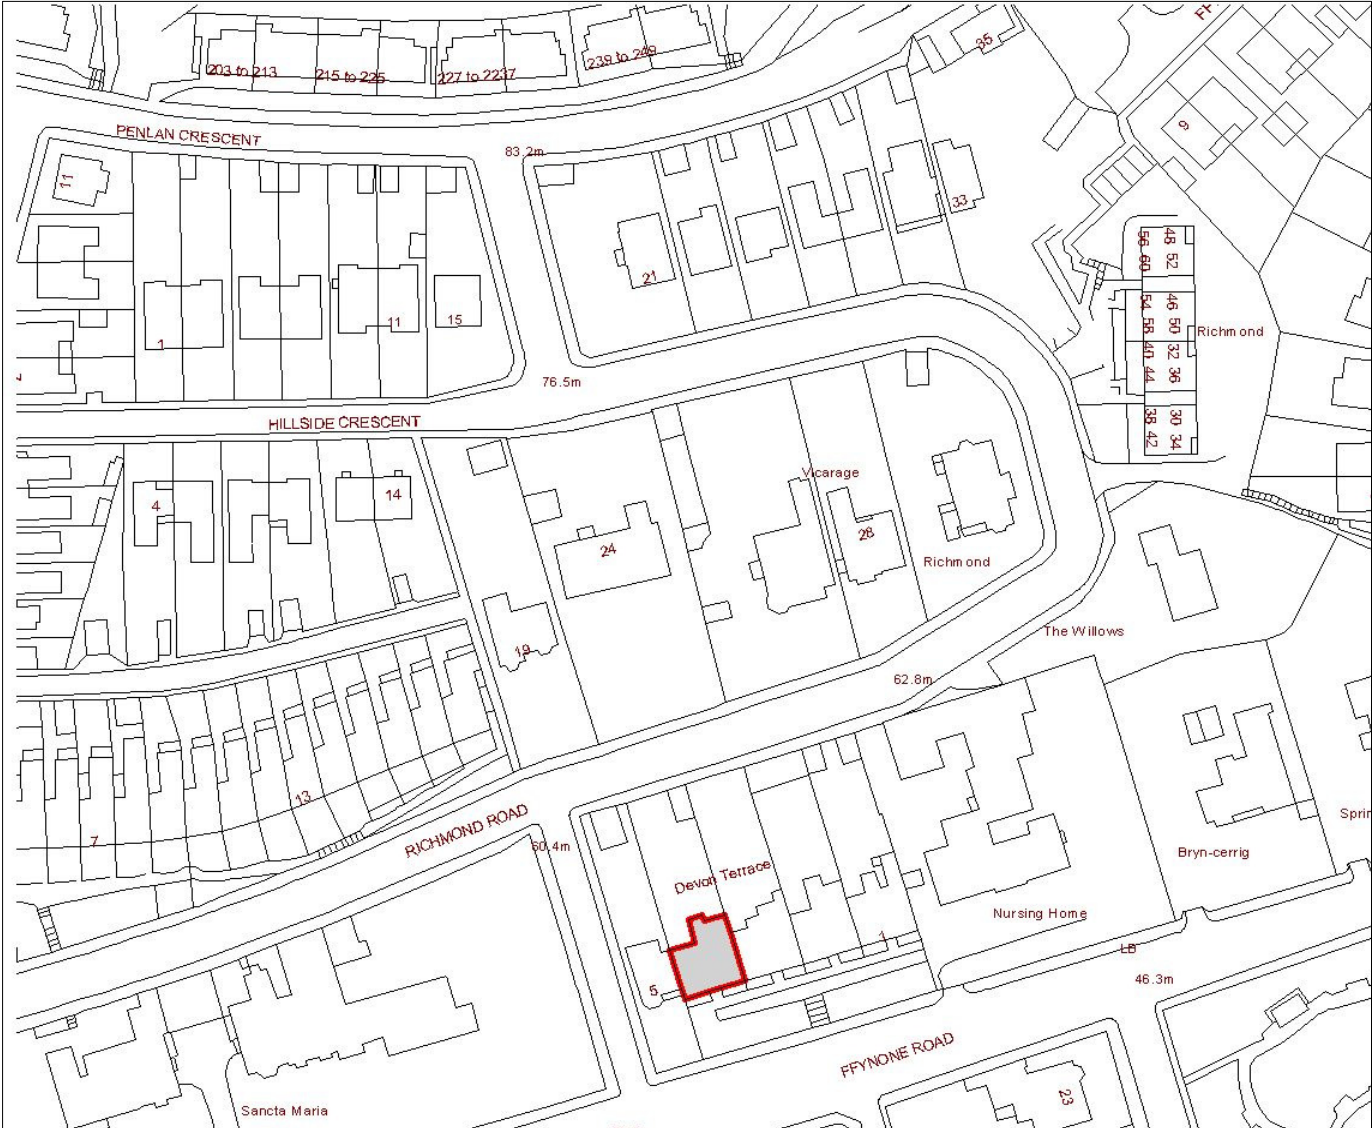 203 to 213
215 to 225
227 to 2237
239 to 249
35
PENLAN CRESCENT
83.2m
9
11
33
21
48 52
56 60
46 50
54 58
Richmond
32 36
40 44
30 34
38 42
1
11
15
76.5m
HILLSIDE CRESCENT
Vicarage
4
14
24
28
Richmond
The Willows
19
62.8m
13
7
RICHMOND ROAD
60.4m
Sprin
Bryn-cerrig
Devon Terrace
Nursing Home
1
LB
46.3m
5
FFYNONE ROAD
23
Sancta Maria